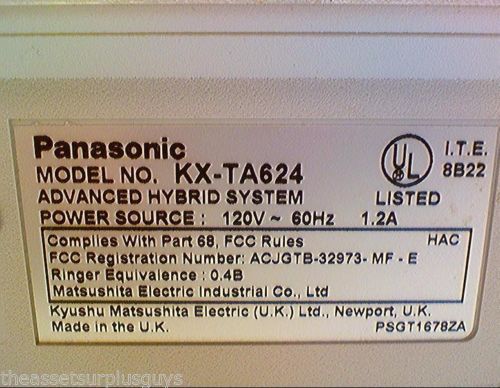 Panasonic
MODEL NO. KX-TA624
ADVANCED HYBRID SYSTEM
POWER SOURCE : 120V ~ 60Hz 1.2A
UL
I.T.E.
8B22
LISTED
Complies With Part 68, FCC Rules HAC
FCC Registration Number: ACJGTB-32973- MF - E
Ringer Equivalence : 0.4B
Matsushita Electric Industrial Co., Ltd
Kyushu Matsushita Electric (U.K.) Ltd., Newport, U.K.
Made in the U.K. PSGT1678ZA
theassetsurplusguys
theassetsurplusguys